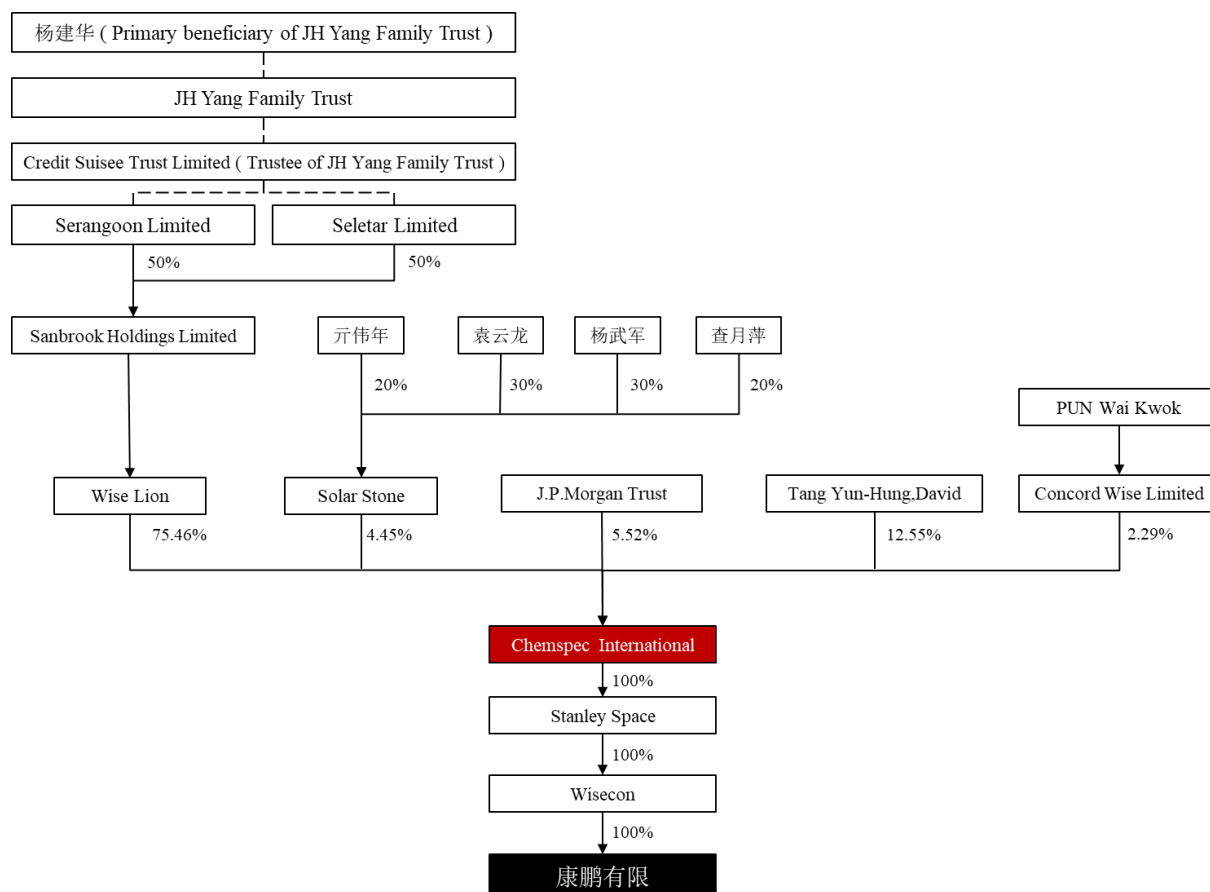 杨建华 ( Primary beneficiary of JH Yang Family Trust )
JH Yang Family Trust
Credit Suisee Trust Limited ( Trustee of JH Yang Family Trust )
Serangoon Limited
Seletar Limited
50%
50%
Sanbrook Holdings Limited
亓伟年
袁云龙
杨武军
查月萍
20%
30%
30%
20%
PUN Wai Kwok
Wise Lion
Solar Stone
J.P.Morgan Trust
Tang Yun-Hung,David
Concord Wise Limited
75.46%
4.45%
5.52%
12.55%
2.29%
Chemspec International
100%
Stanley Space
100%
Wisecon
100%
康鹏有限